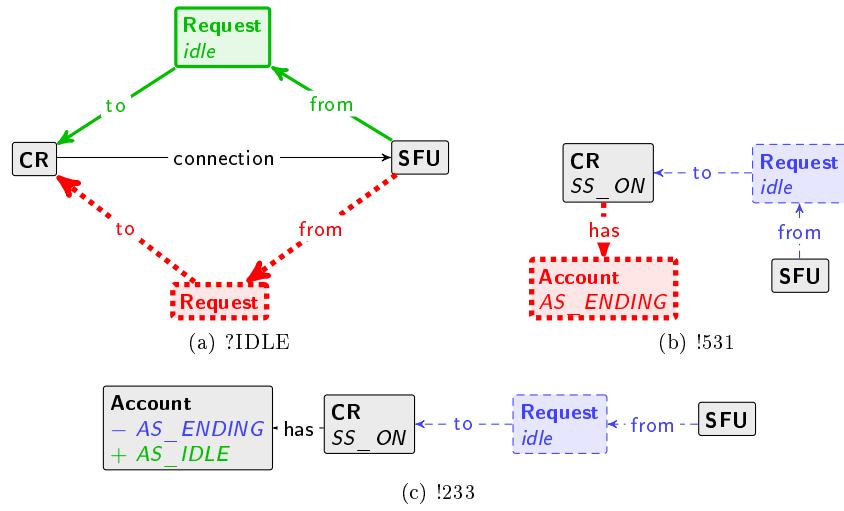 Request
idle
to
from
CR
connection
SFU
to
from
Request
(a) ?IDLE
CR
SS_ON
to
Request
idle
has
from
Account
AS_ENDING
SFU
(b) !531
Account
− AS_ENDING
+ AS_IDLE
has
CR
SS_ON
to
Request
idle
from
SFU
(c) !233